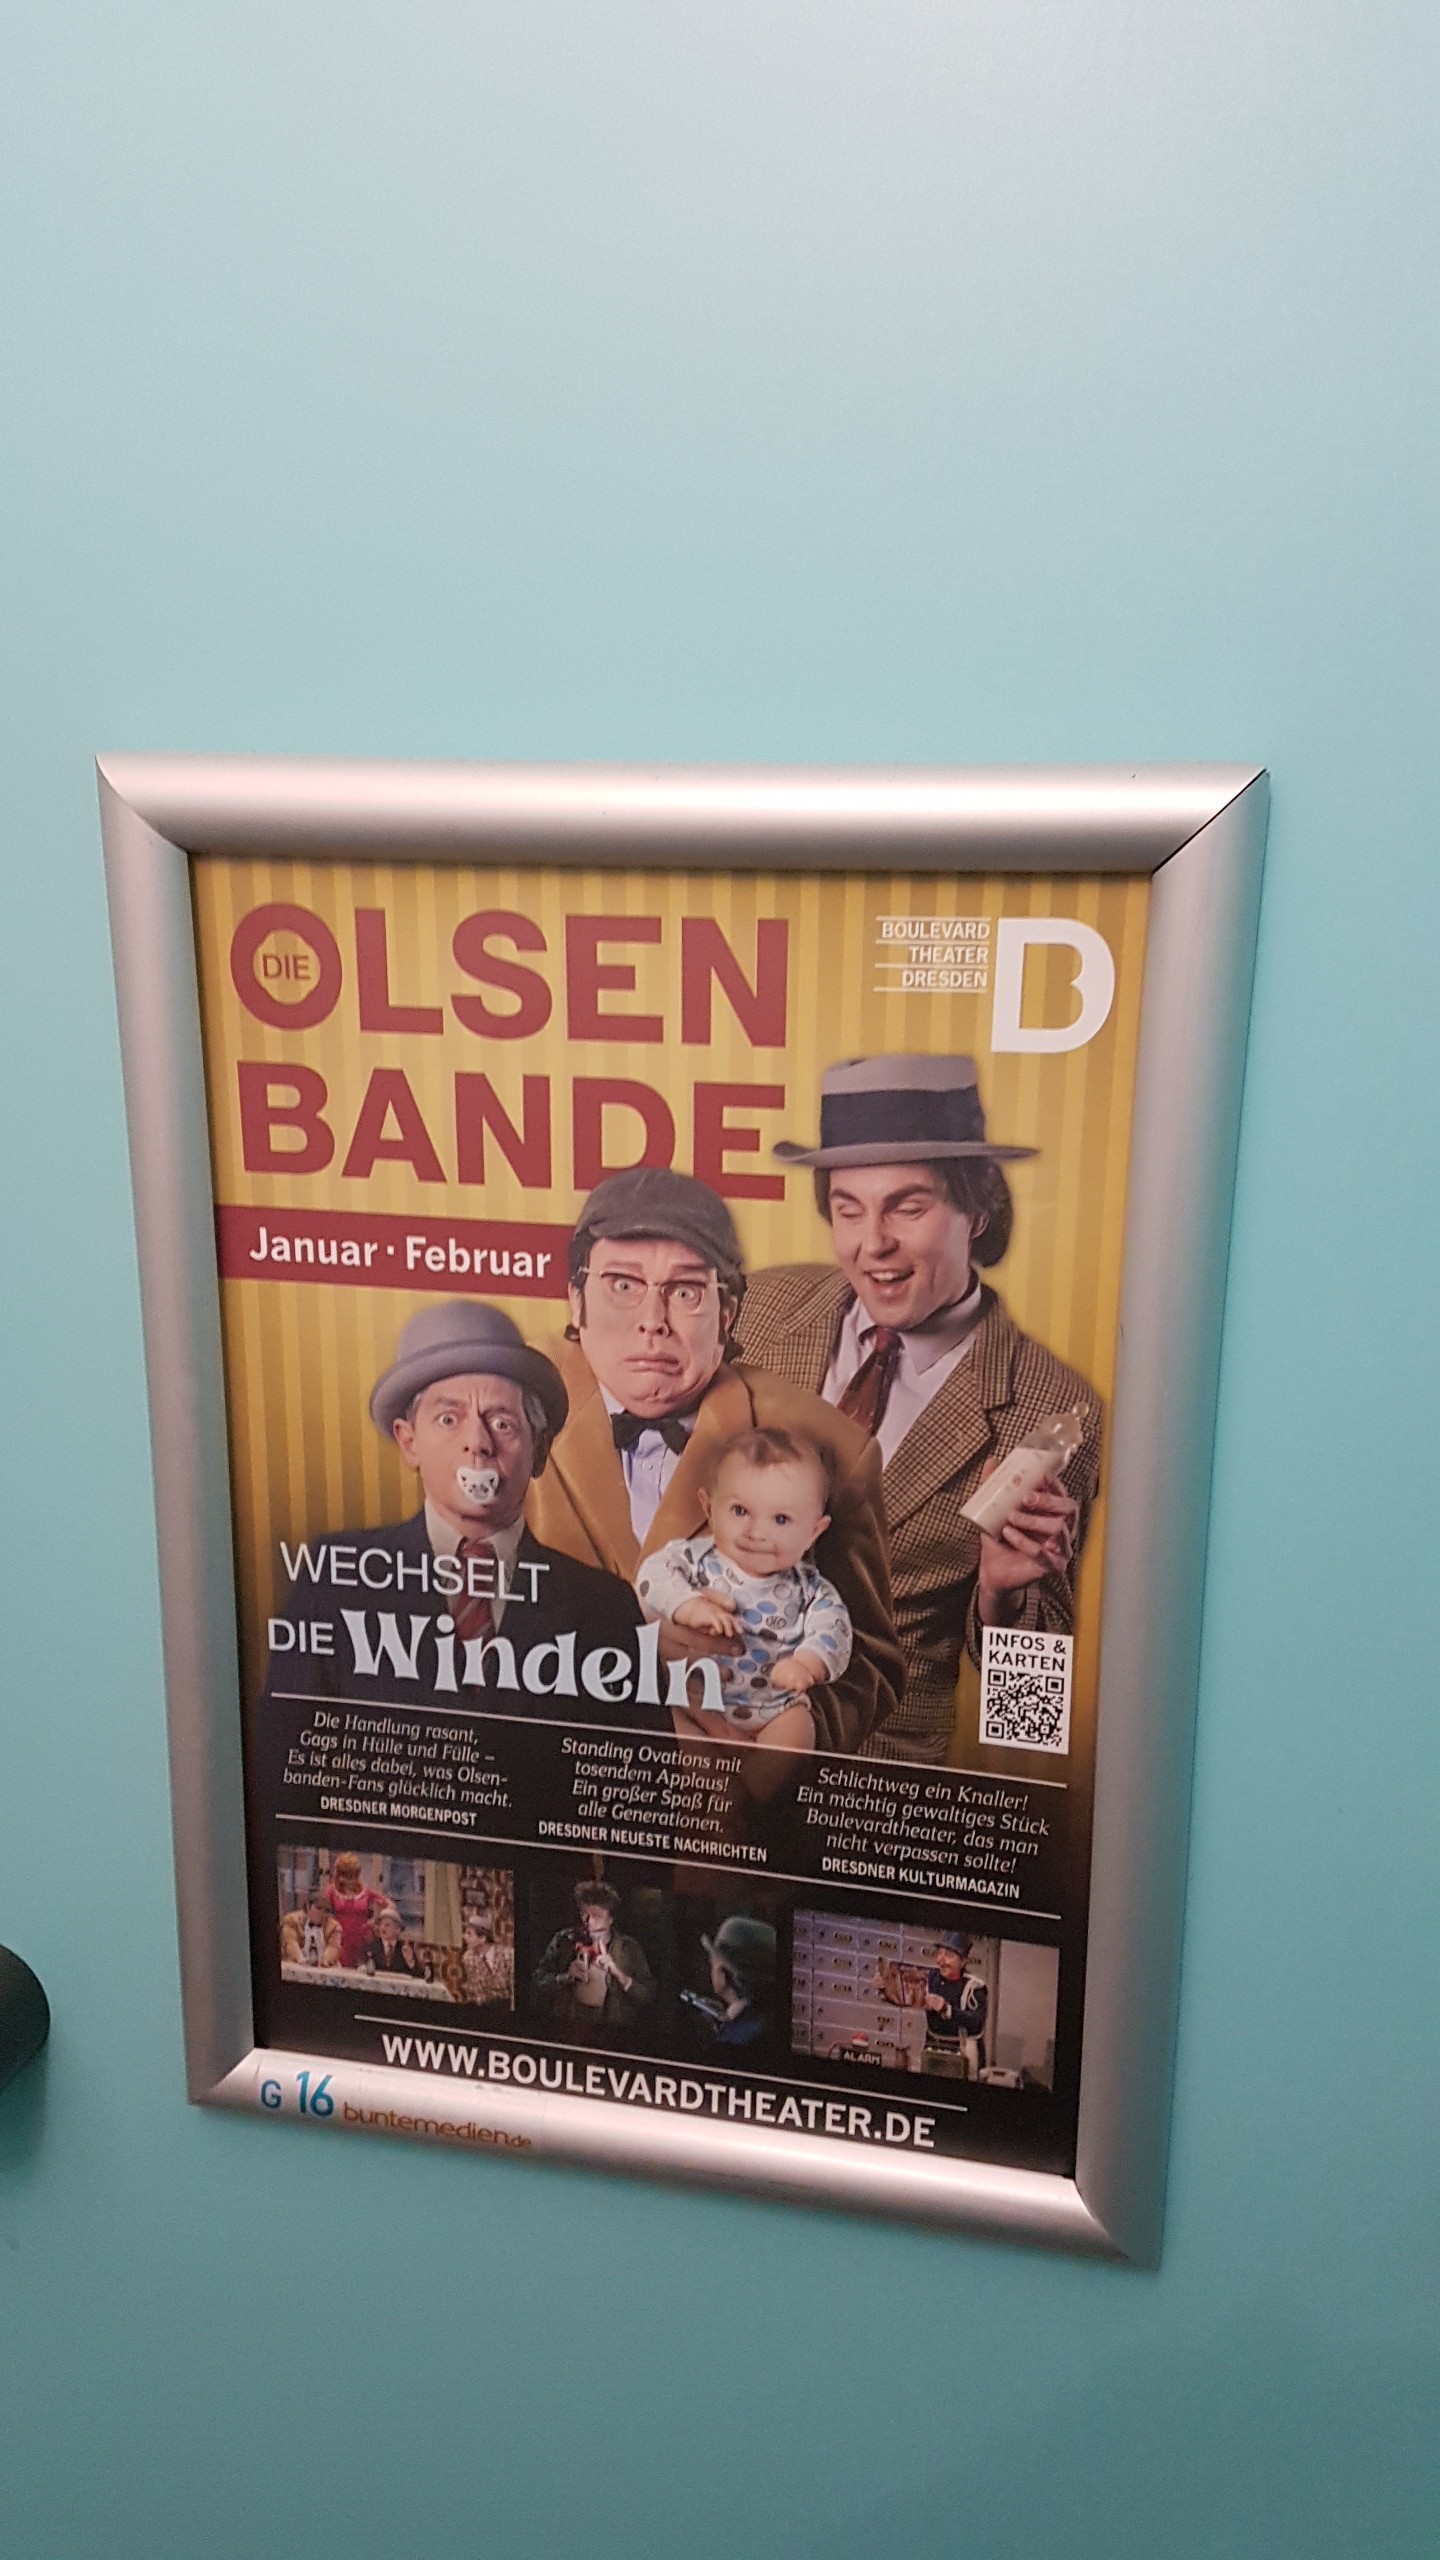 DIE
OLSEN
BANDE
BOULEVARD
THEATER
DRESDEN
B
Januar · Februar
WECHSELT
DIE Windeln
INFOS &
KARTEN
Die Handlung rasant,
Gags in Hülle und Fülle –
Es ist alles dabei, was Olsen-
banden-Fans glücklich macht.
DRESDNER MORGENPOST
Standing Ovations mit
tosendem Applaus!
Ein großer Spaß für
alle Generationen.
DRESDNER NEUESTE NACHRICHTEN
Schlichtweg ein Knaller!
Ein mächtig gewaltiges Stück
Boulevardtheater, das man
nicht verpassen sollte!
DRESDNER KULTURMAGAZIN
ALARM
WWW.BOULEVARDTHEATER.DE
G 16 buntemedien.de